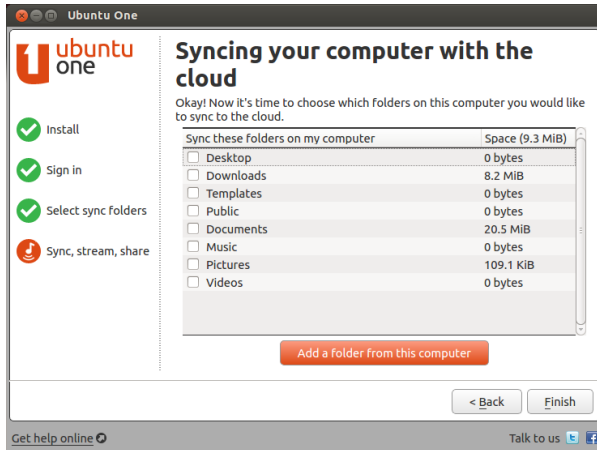 Ubuntu One
ubuntu
one
Install
Sign in
Select sync folders
Sync, stream, share
Syncing your computer with the
cloud
Okay! Now it's time to choose which folders on this computer you would like
to sync to the cloud.
Sync these folders on my computer Space (9.3 MiB)
Desktop 0 bytes
Downloads 8.2 MiB
Templates 0 bytes
Public 0 bytes
Documents 20.5 MiB
Music 0 bytes
Pictures 109.1 KiB
Videos 0 bytes
Add a folder from this computer
< Back Finish
Get help online Talk to us